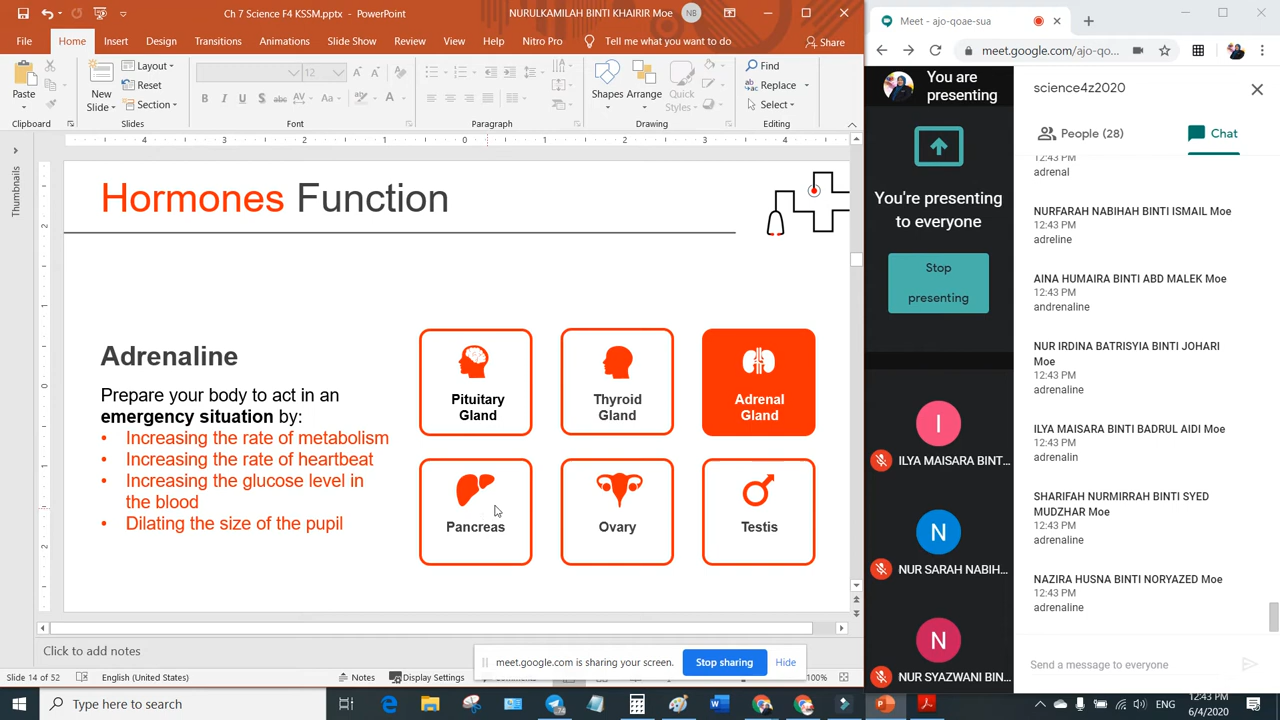 Ch 7 Science F4 KSSM.pptx
NURUKAMILAH BINTI KHAIRIR Moe
NB
File
Home
Insert
Design
Transitions
Animations
Slide Show
Review
View
Help
Nitro Pro
Tell me what you want to do
Share
Paste
Clipboard
New
Slide
Layout
Reset
Section
Slides
Font
Paragraph
Shapes
Arrange
Quick
Styles
Drawing
Find
Replace
Select
Editing
Thumbnails
Hormones Function
Adrenaline
Prepare your body to act in an
emergency situation by:
• Increasing the rate of metabolism
• Increasing the rate of heartbeat
• Increasing the glucose level in
the blood
• Dilating the size of the pupil
Pituitary
Gland
Thyroid
Gland
Adrenal
Gland
Pancreas
Ovary
Testis
Click to add notes
Slide 14 of 52
English (United States)
Notes
Display Settings
100%
meet.google.com is sharing your screen.
Stop sharing
Hide
Type here to search
Meet - ajo-qoae-sua
meet.google.com/ajo-qo...
You are
presenting
You're presenting
to everyone
Stop
presenting
I
ILYA MAISARA BINT...
N
NUR SARAH NABIH...
N
NUR SYAZWANI BIN...
science4z2020
People (28)
Chat
12:43 PM
adrenal
NURFARAH NABIHAH BINTI ISMAIL Moe
12:43 PM
adreline
AINA HUMAIRA BINTI ABD MALEK Moe
12:43 PM
andrenaline
NUR IRDINA BATRISYIA BINTI JOHARI
Moe
12:43 PM
adrenaline
ILYA MAISARA BINTI BADRUL AIDI Moe
12:43 PM
adrenalin
SHARIFAH NURMIRRAH BINTI SYED
MUDZHAR Moe
12:43 PM
adrenaline
NAZIRA HUSNA BINTI NORYAZED Moe
12:43 PM
adrenaline
Send a message to everyone
ENG
12:43 PM
6/4/2020